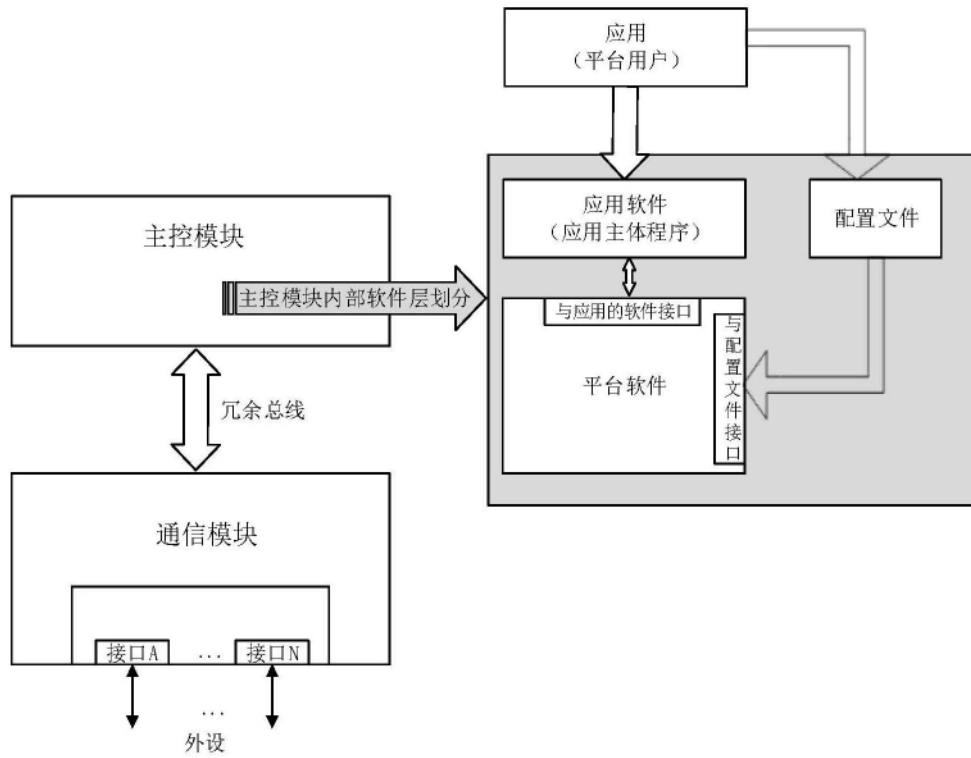 应用
（平台用户）
应用软件
（应用主体程序）
配置文件
主控模块
主控模块内部软件层划分
与应用的软件接口
与配置文件接口
平台软件
冗余总线
通信模块
接口A
...
接口N
...
外设